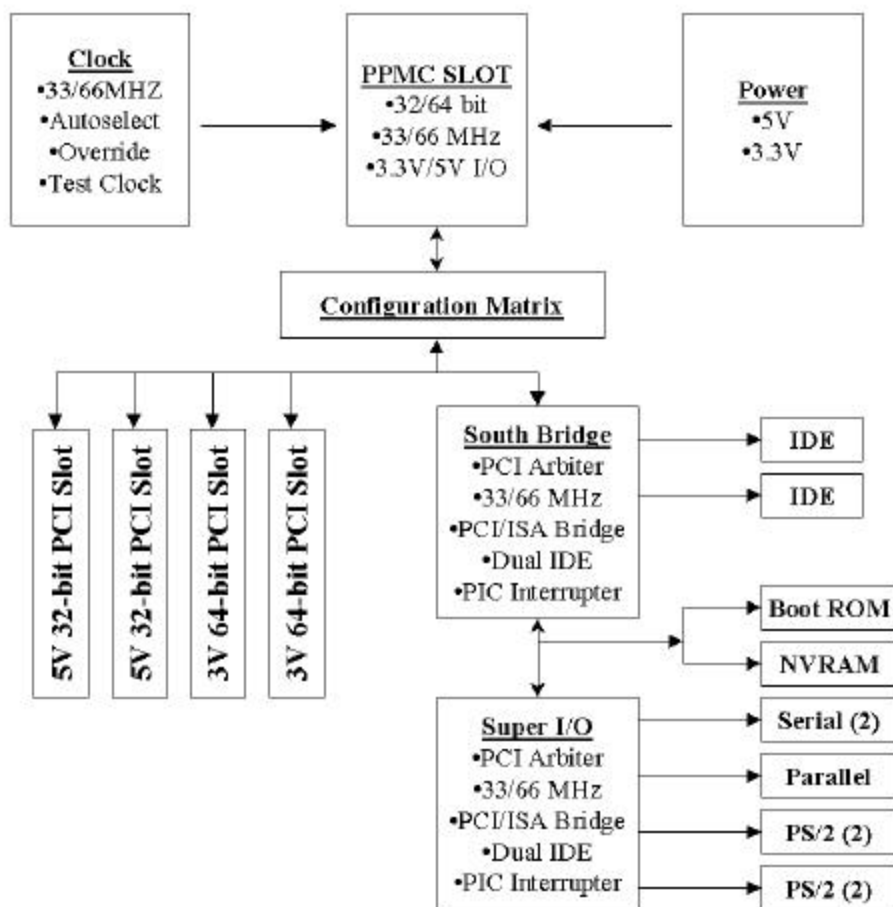 Clock
•33/66MHZ
•Autoselect
•Override
•Test Clock
PPMC SLOT
•32/64 bit
•33/66 MHz
•3.3V/5V I/O
Power
•5V
•3.3V
Configuration Matrix
5V 32-bit PCI Slot
5V 32-bit PCI Slot
3V 64-bit PCI Slot
3V 64-bit PCI Slot
South Bridge
•PCI Arbiter
•33/66 MHz
•PCI/ISA Bridge
•Dual IDE
•PIC Interrupter
IDE
IDE
Boot ROM
NVRAM
Super I/O
•PCI Arbiter
•33/66 MHz
•PCI/ISA Bridge
•Dual IDE
•PIC Interrupter
Serial (2)
Parallel
PS/2 (2)
PS/2 (2)